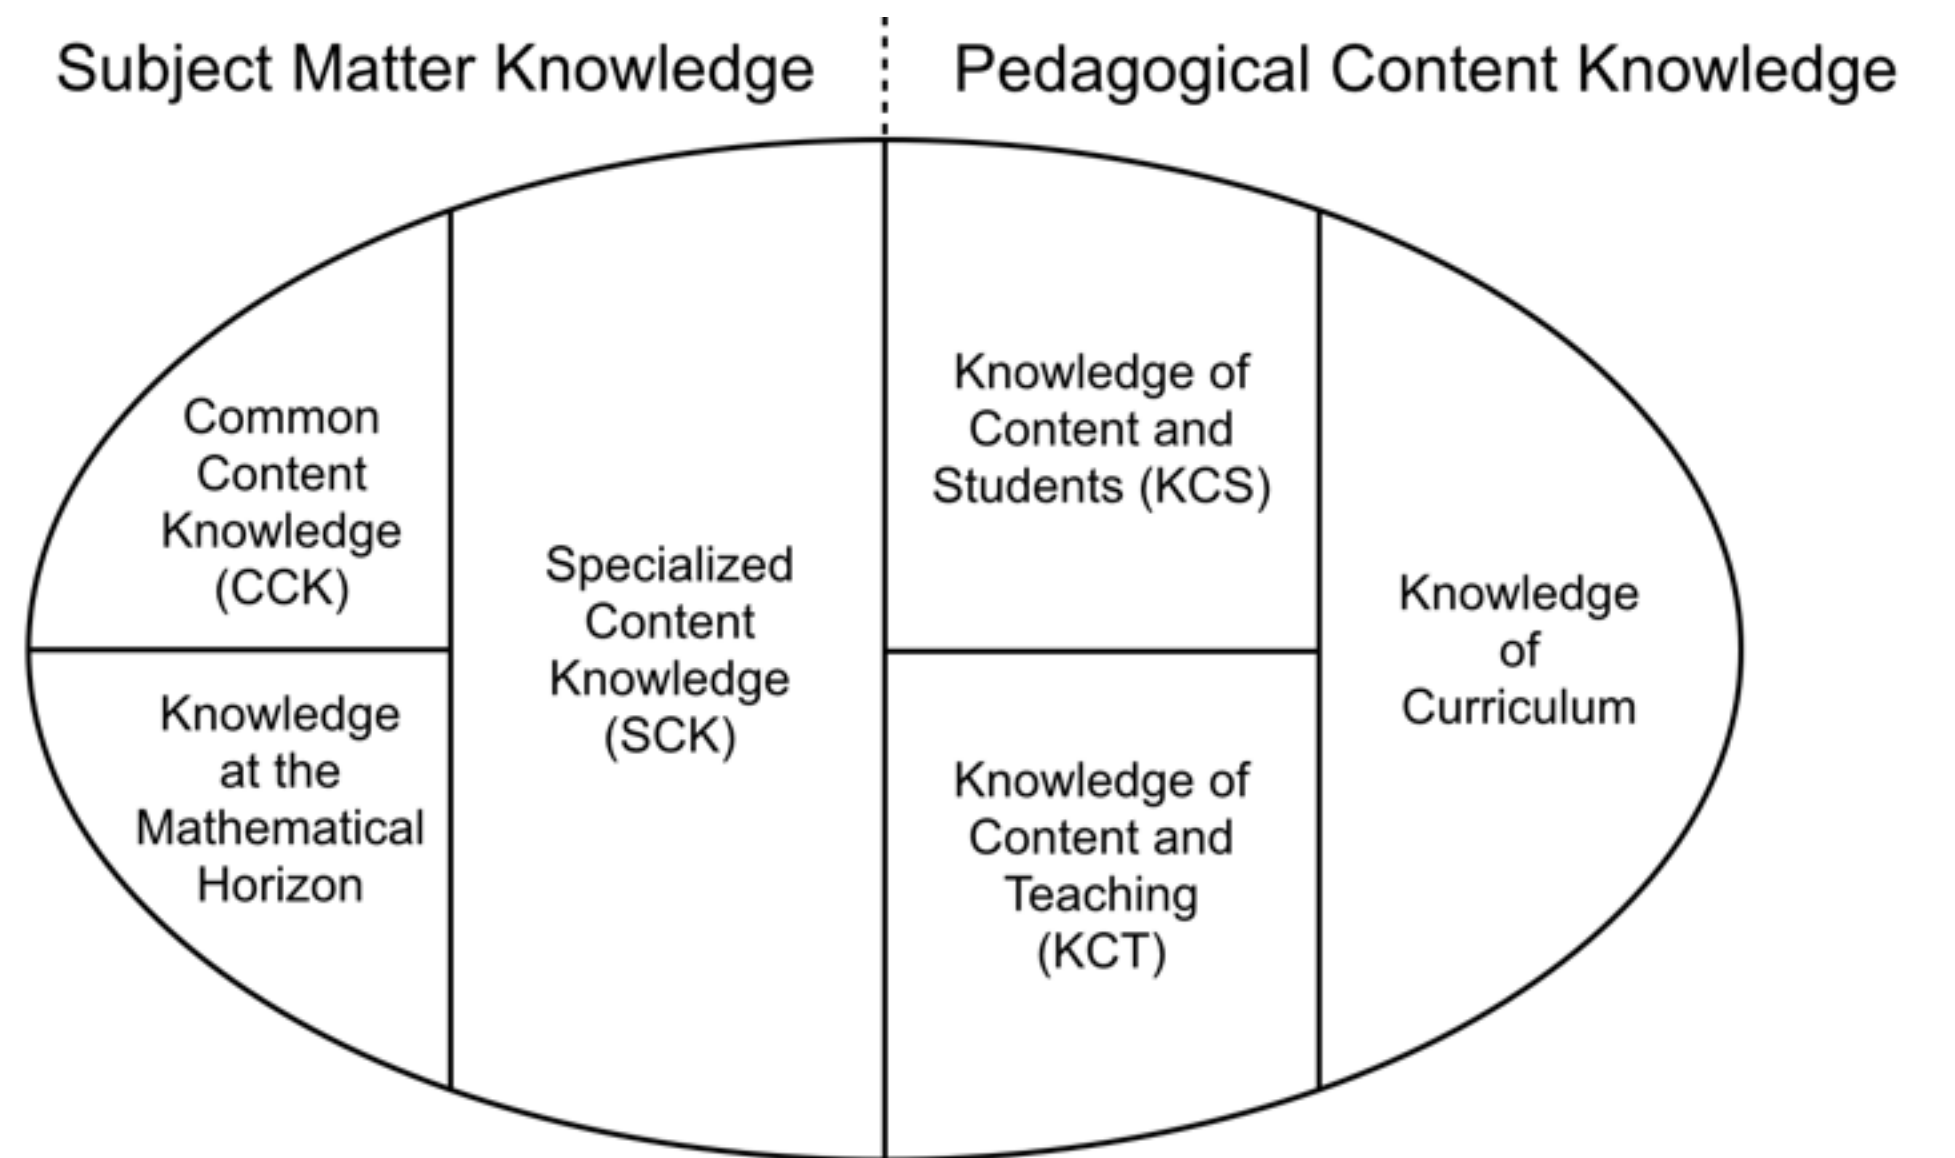 Subject Matter Knowledge
Pedagogical Content Knowledge
Common
Content
Knowledge
(CCK)
Knowledge
at the
Mathematical
Horizon
Specialized
Content
Knowledge
(SCK)
Knowledge of
Content and
Students (KCS)
Knowledge of
Content and
Teaching
(KCT)
Knowledge
of
Curriculum